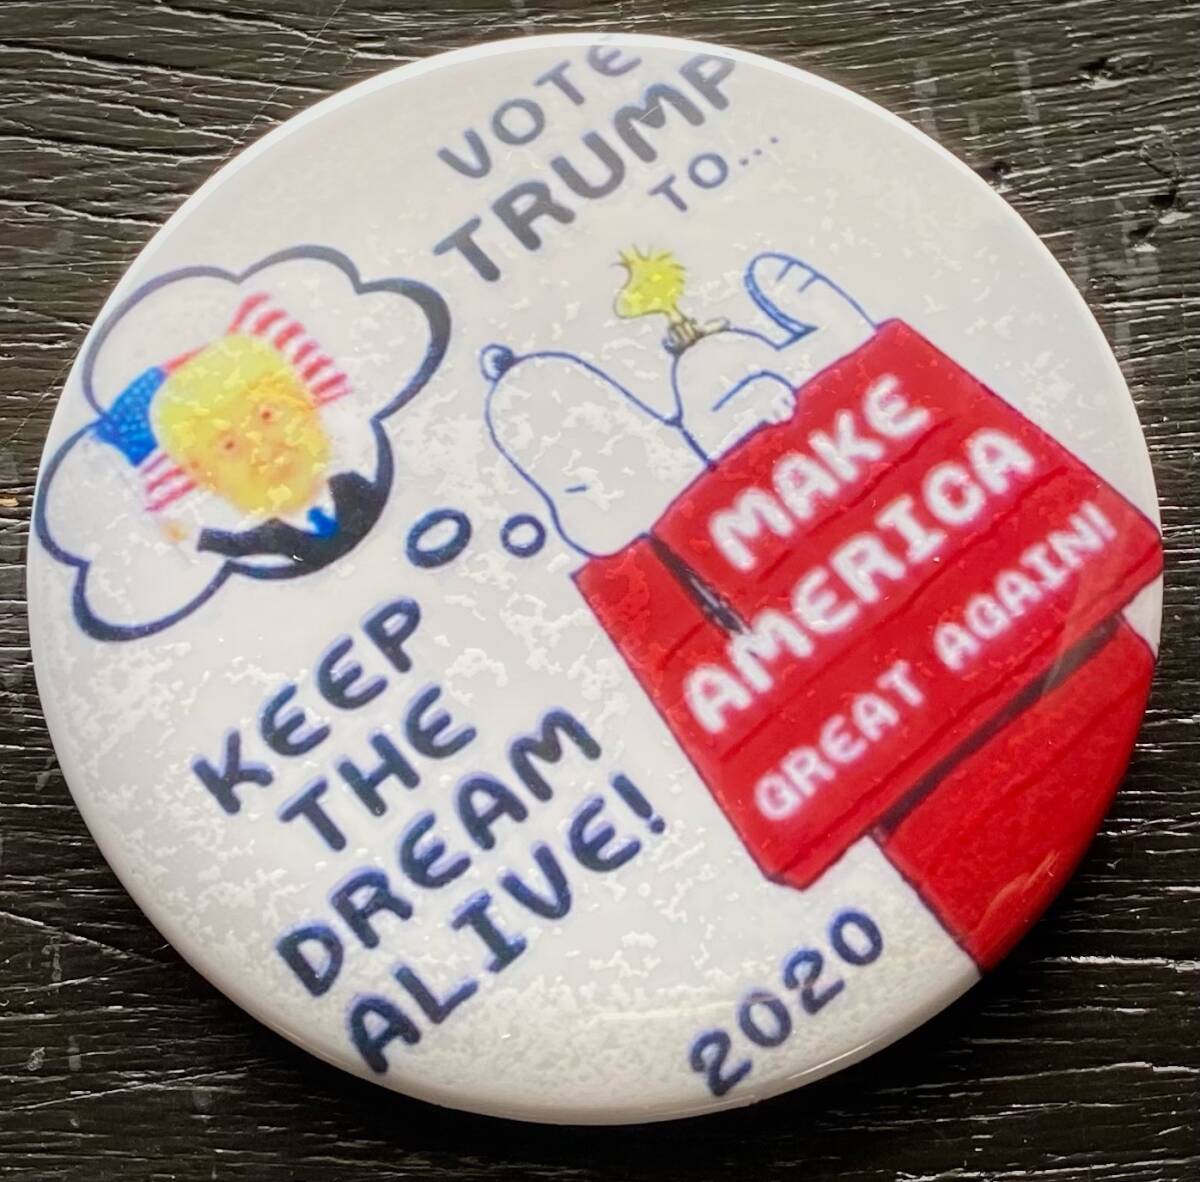 VOTE
TRUMP
TO...
MAKE
AMERICA
GREAT AGAIN!
KEEP
THE
DREAM
ALIVE!
2020